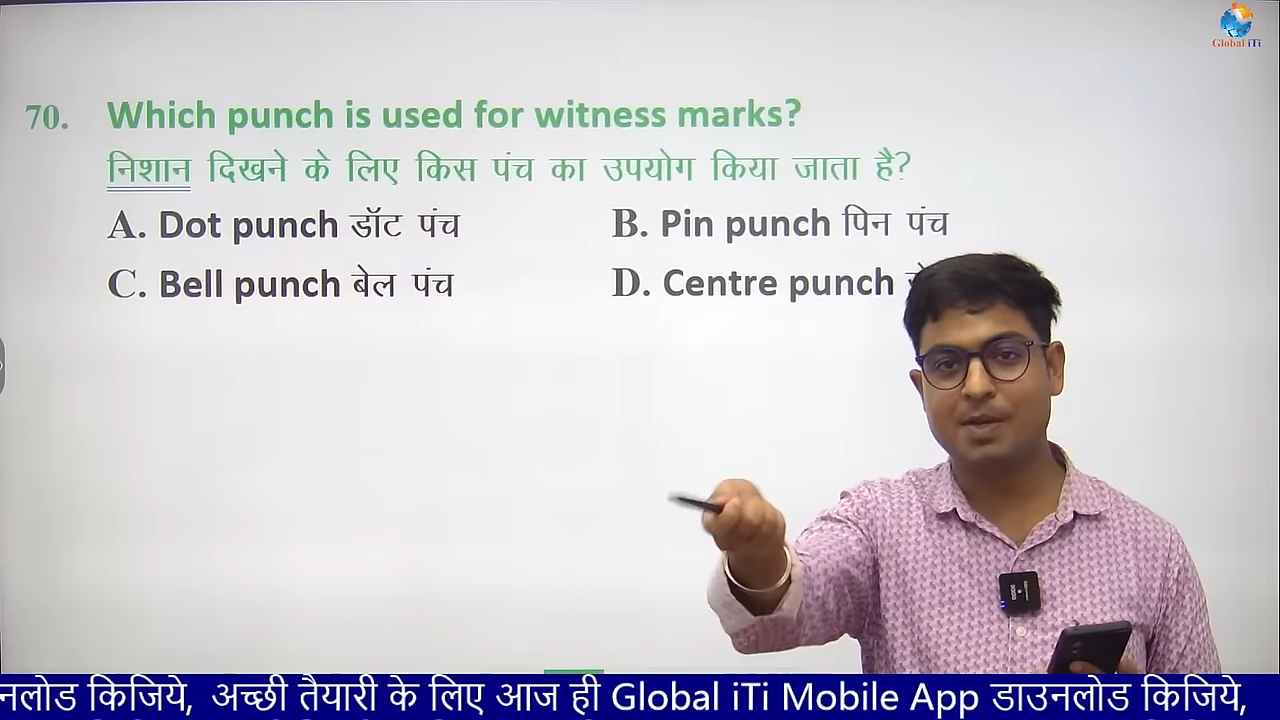 Global iTi
70. Which punch is used for witness marks?
निशान दिखने के लिए किस पंच का उपयोग किया जाता है?
A. Dot punch डॉट पंच B. Pin punch पिन पंच
C. Bell punch बेल पंच D. Centre punch
नलोड किजिये, अच्छी तैयारी के लिए आज ही Global iTi Mobile App डाउनलोड किजिये,